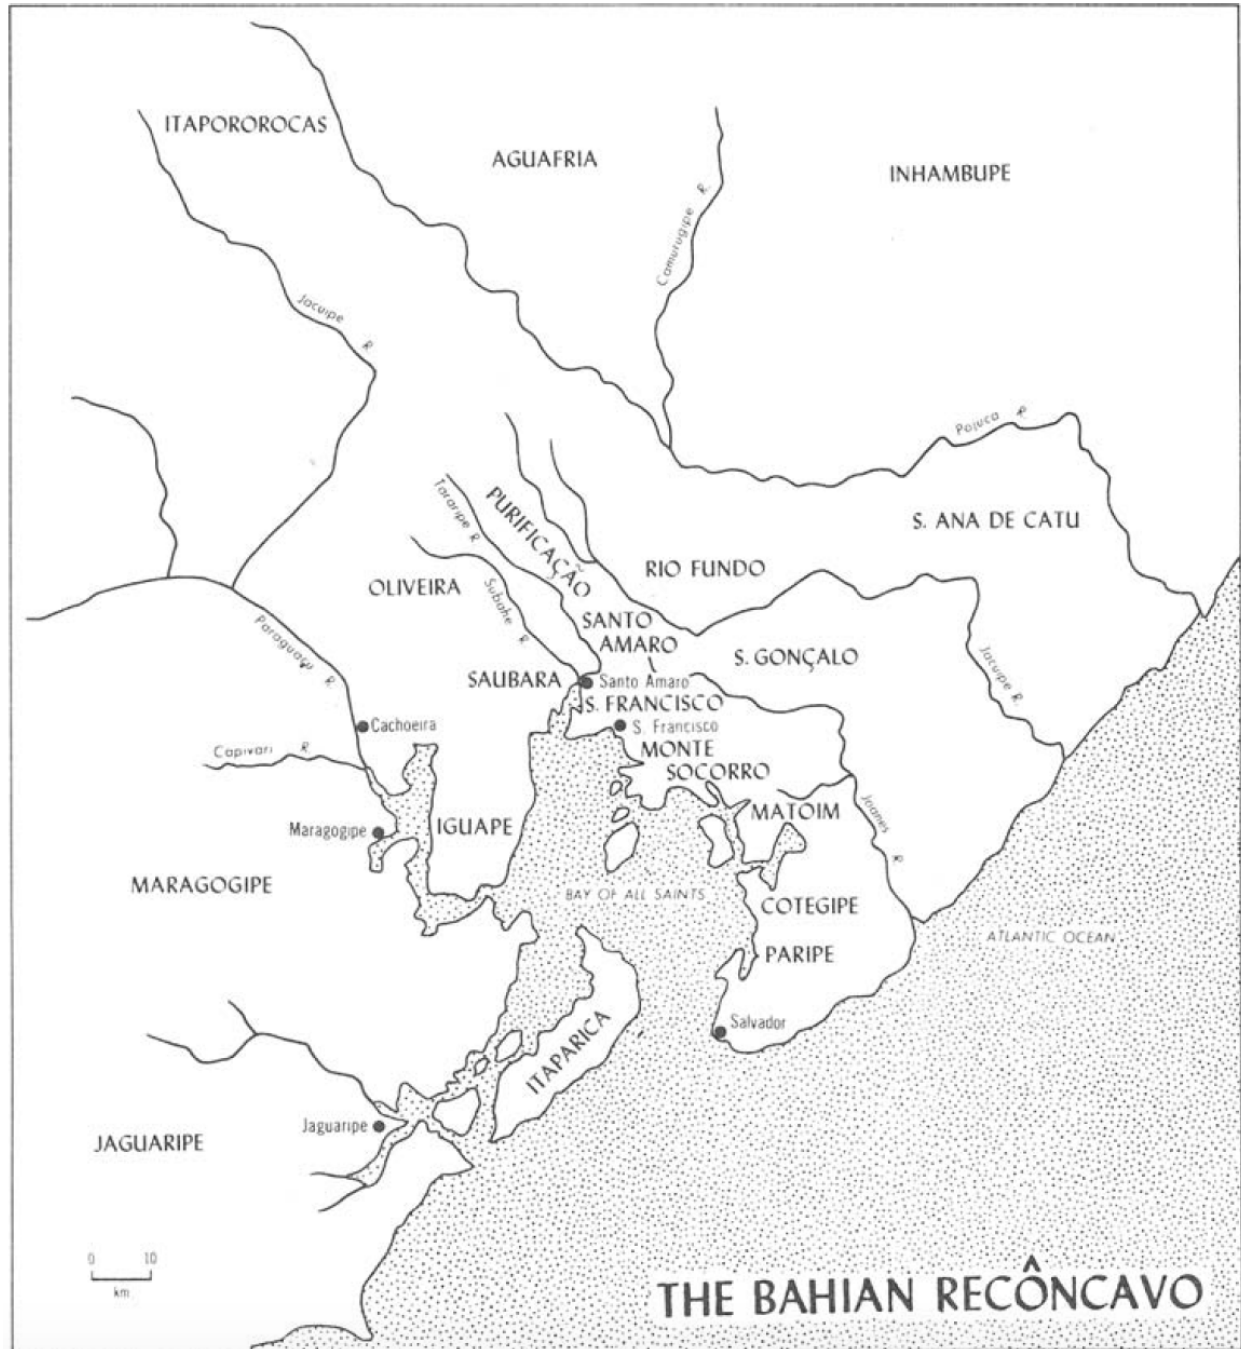 ITAPOROROCAS
AGUAFRIA
INHAMBUPE
Camurugipe R.
Jacuipe R.
Pojuca R.
S. ANA DE CATU
PURIFICAÇÃO
Tararipe R.
RIO FUNDO
OLIVEIRA
Subahe R.
SANTO
AMARO
Paraguaçu R.
S. GONÇALO
Jacuipe R.
SAUBARA
Santo Amaro
S. FRANCISCO
S. Francisco
Cachoeira
Capivari R.
MONTE
SOCORRO
MATOIM
Joanes R.
Maragogipe
IGUAPE
MARAGOGIPE
BAY OF ALL SAINTS
COTEGIPE
ATLANTIC OCEAN
PARIPE
Salvador
ITAPARICA
Jaguaripe
JAGUARIPE
0 10
km
THE BAHIAN RECÔNCAVO